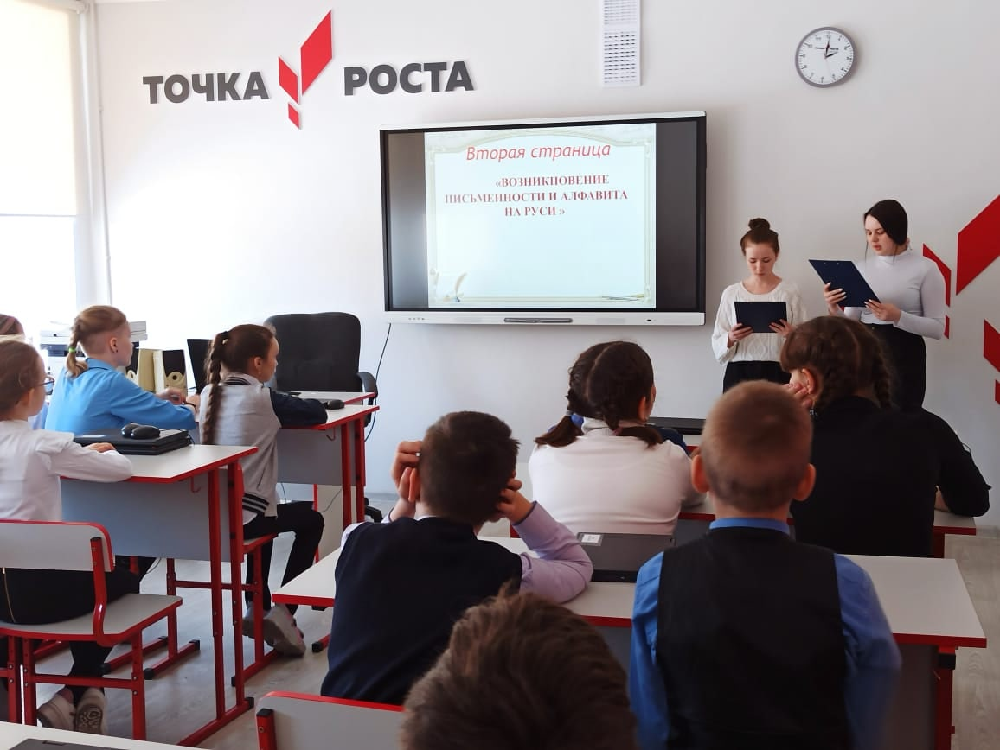 ТОЧКА РОСТА
Вторая страница
«ВОЗНИКНОВЕНИЕ
ПИСЬМЕННОСТИ И АЛФАВИТА
НА РУСИ »